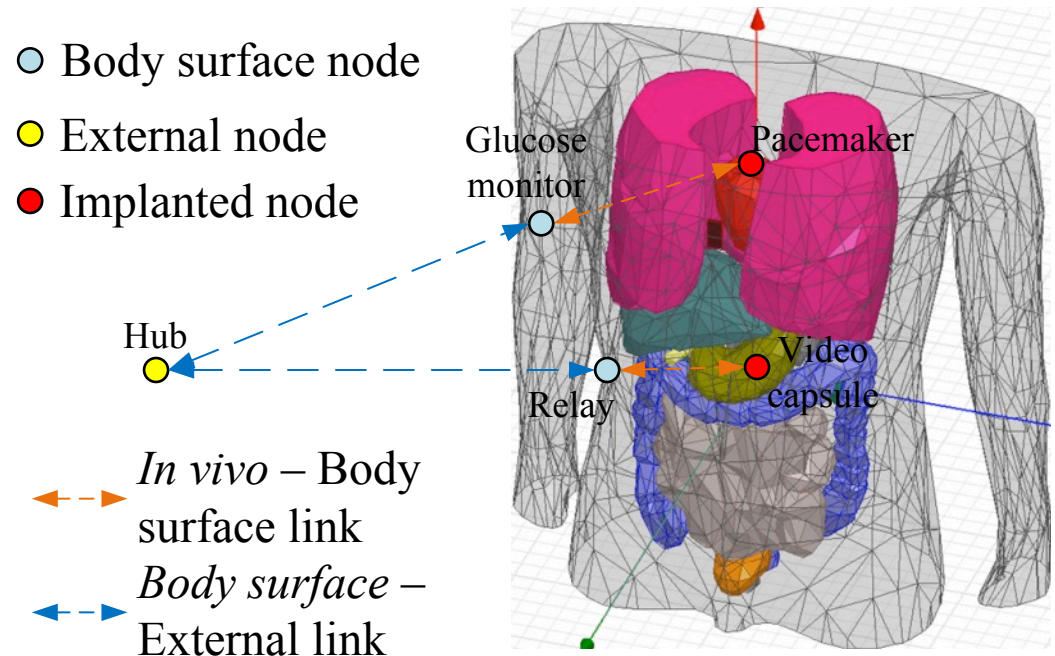 Body surface node
External node
Implanted node
Glucose
monitor
Pacemaker
Hub
Relay
Video
capsule
In vivo – Body
surface link
Body surface –
External link